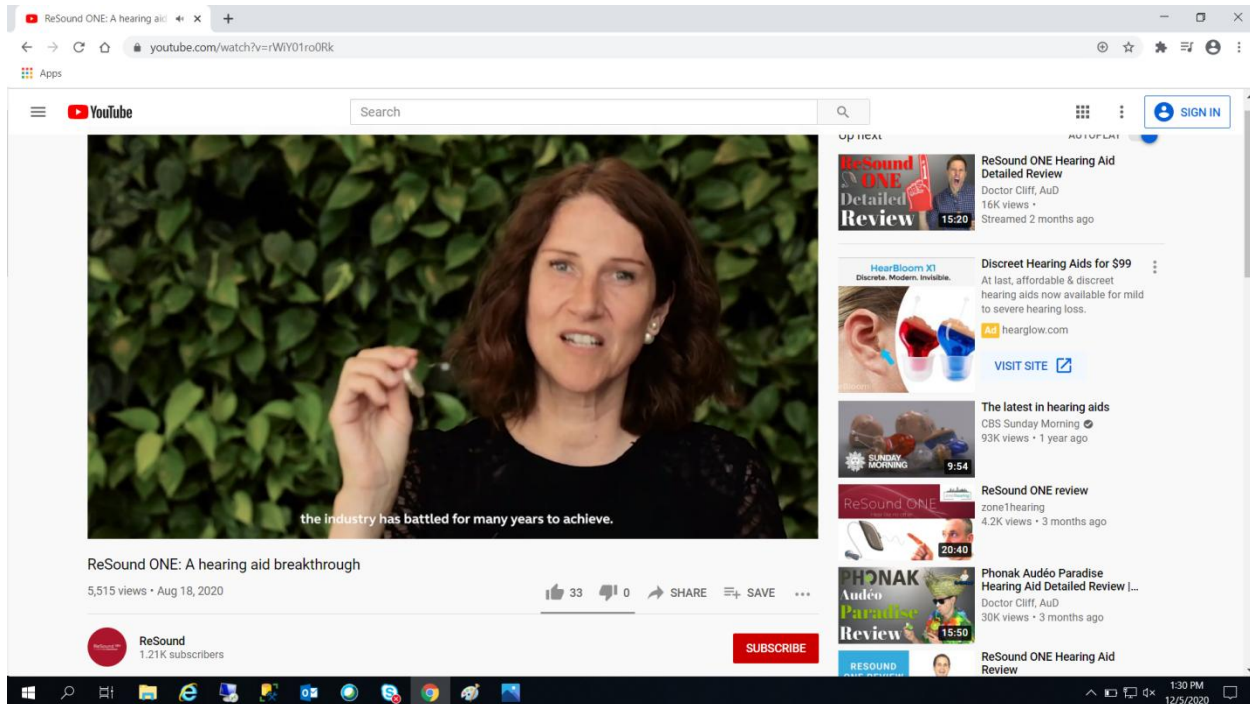 ReSound ONE: A hearing aid
youtube.com/watch?v=rWiY01ro0Rk
Apps
YouTube
Search
SIGN IN
Up next
AUTOPLAY
ReSound
ONE
Detailed
Review
15:20
ReSound ONE Hearing Aid
Detailed Review
Doctor Cliff, AuD
16K views •
Streamed 2 months ago
HearBloom X1
Discrete. Modern. Invisible.
Discreet Hearing Aids for $99
At last, affordable & discreet
hearing aids now available for mild
to severe hearing loss.
Ad hearglow.com
VISIT SITE
SUNDAY
MORNING
9:54
The latest in hearing aids
CBS Sunday Morning
93K views • 1 year ago
ReSound ONE
20:40
ReSound ONE review
zone1hearing
4.2K views • 3 months ago
the industry has battled for many years to achieve.
ReSound ONE: A hearing aid breakthrough
5,515 views • Aug 18, 2020
33
0
SHARE
SAVE
PHONAK
Audéo
Paradise
Review
15:50
Phonak Audéo Paradise
Hearing Aid Detailed Review |...
Doctor Cliff, AuD
30K views • 3 months ago
ReSound
1.21K subscribers
SUBSCRIBE
RESOUND
ONE REVIEW
ReSound ONE Hearing Aid
Review
1:30 PM
12/5/2020